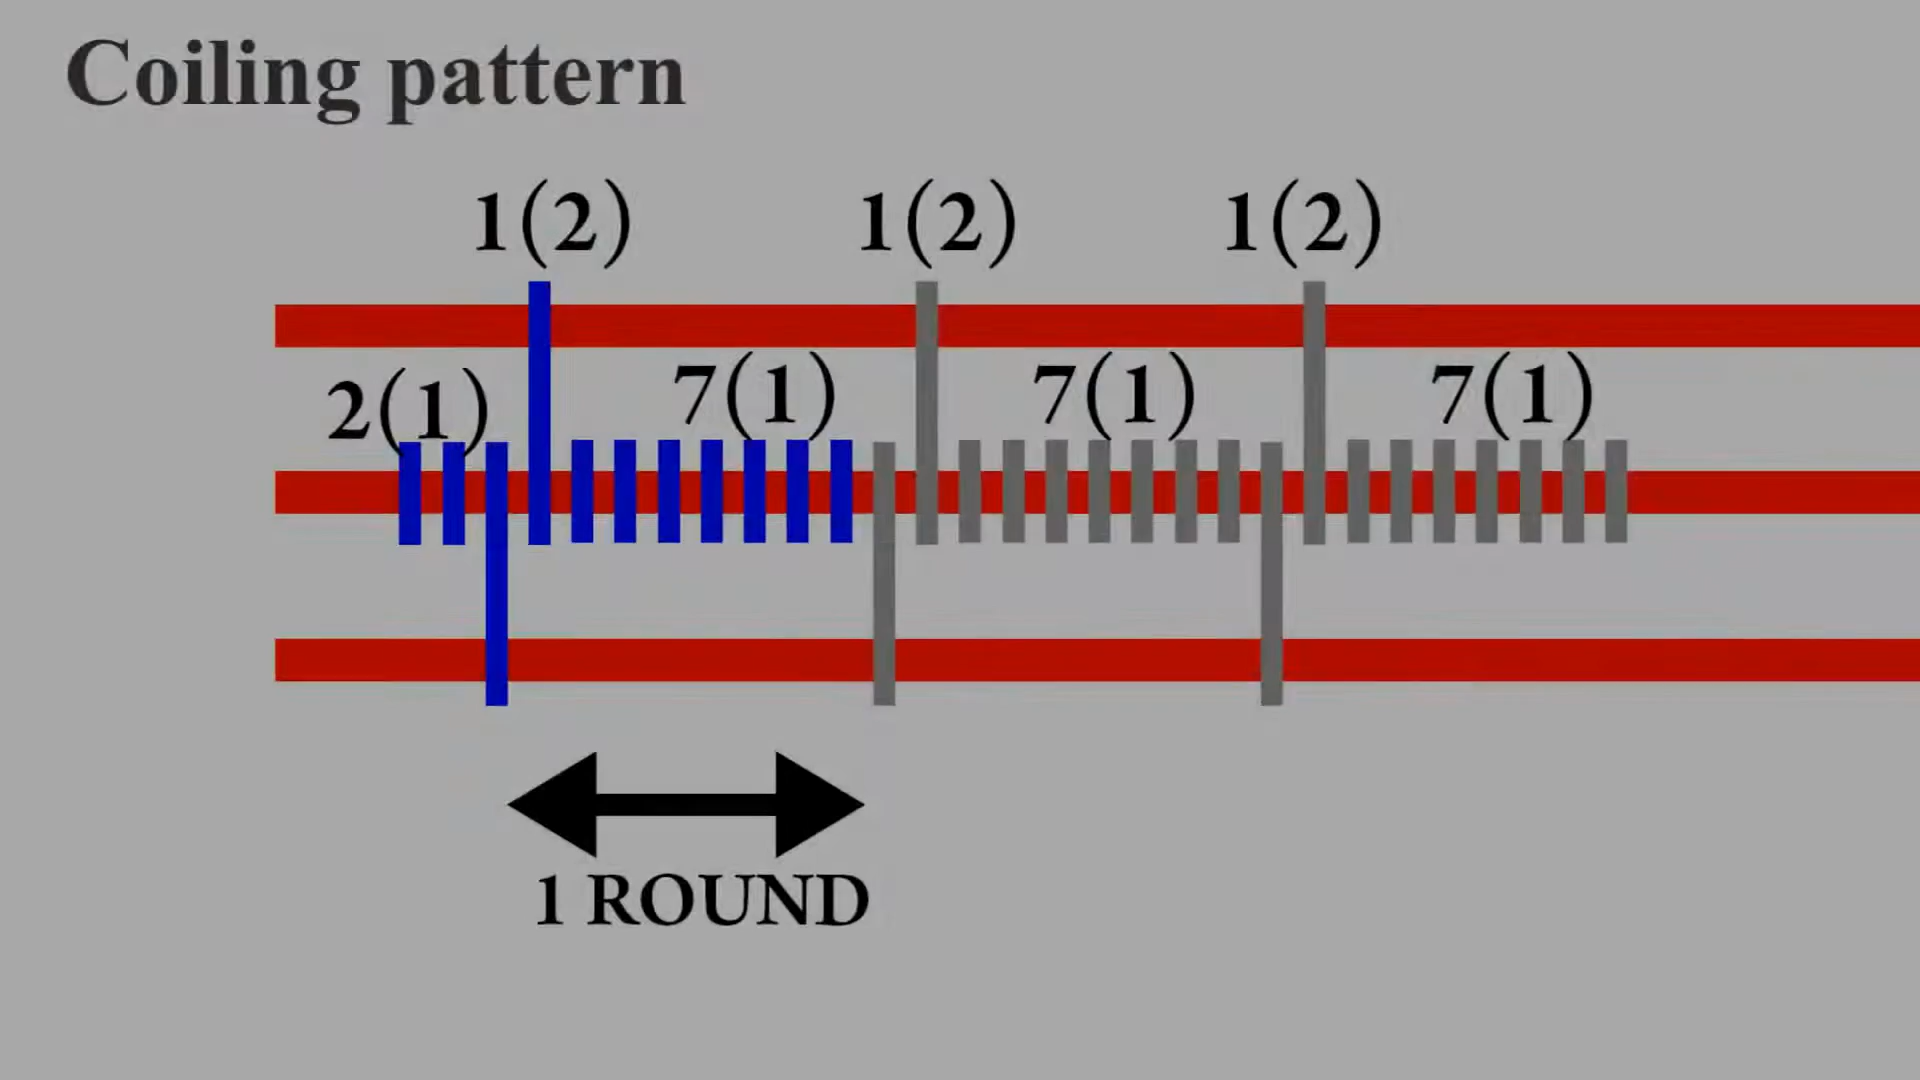 Coiling pattern
1(2) 1(2) 1(2)
2(1) 7(1) 7(1) 7(1)
1 ROUND